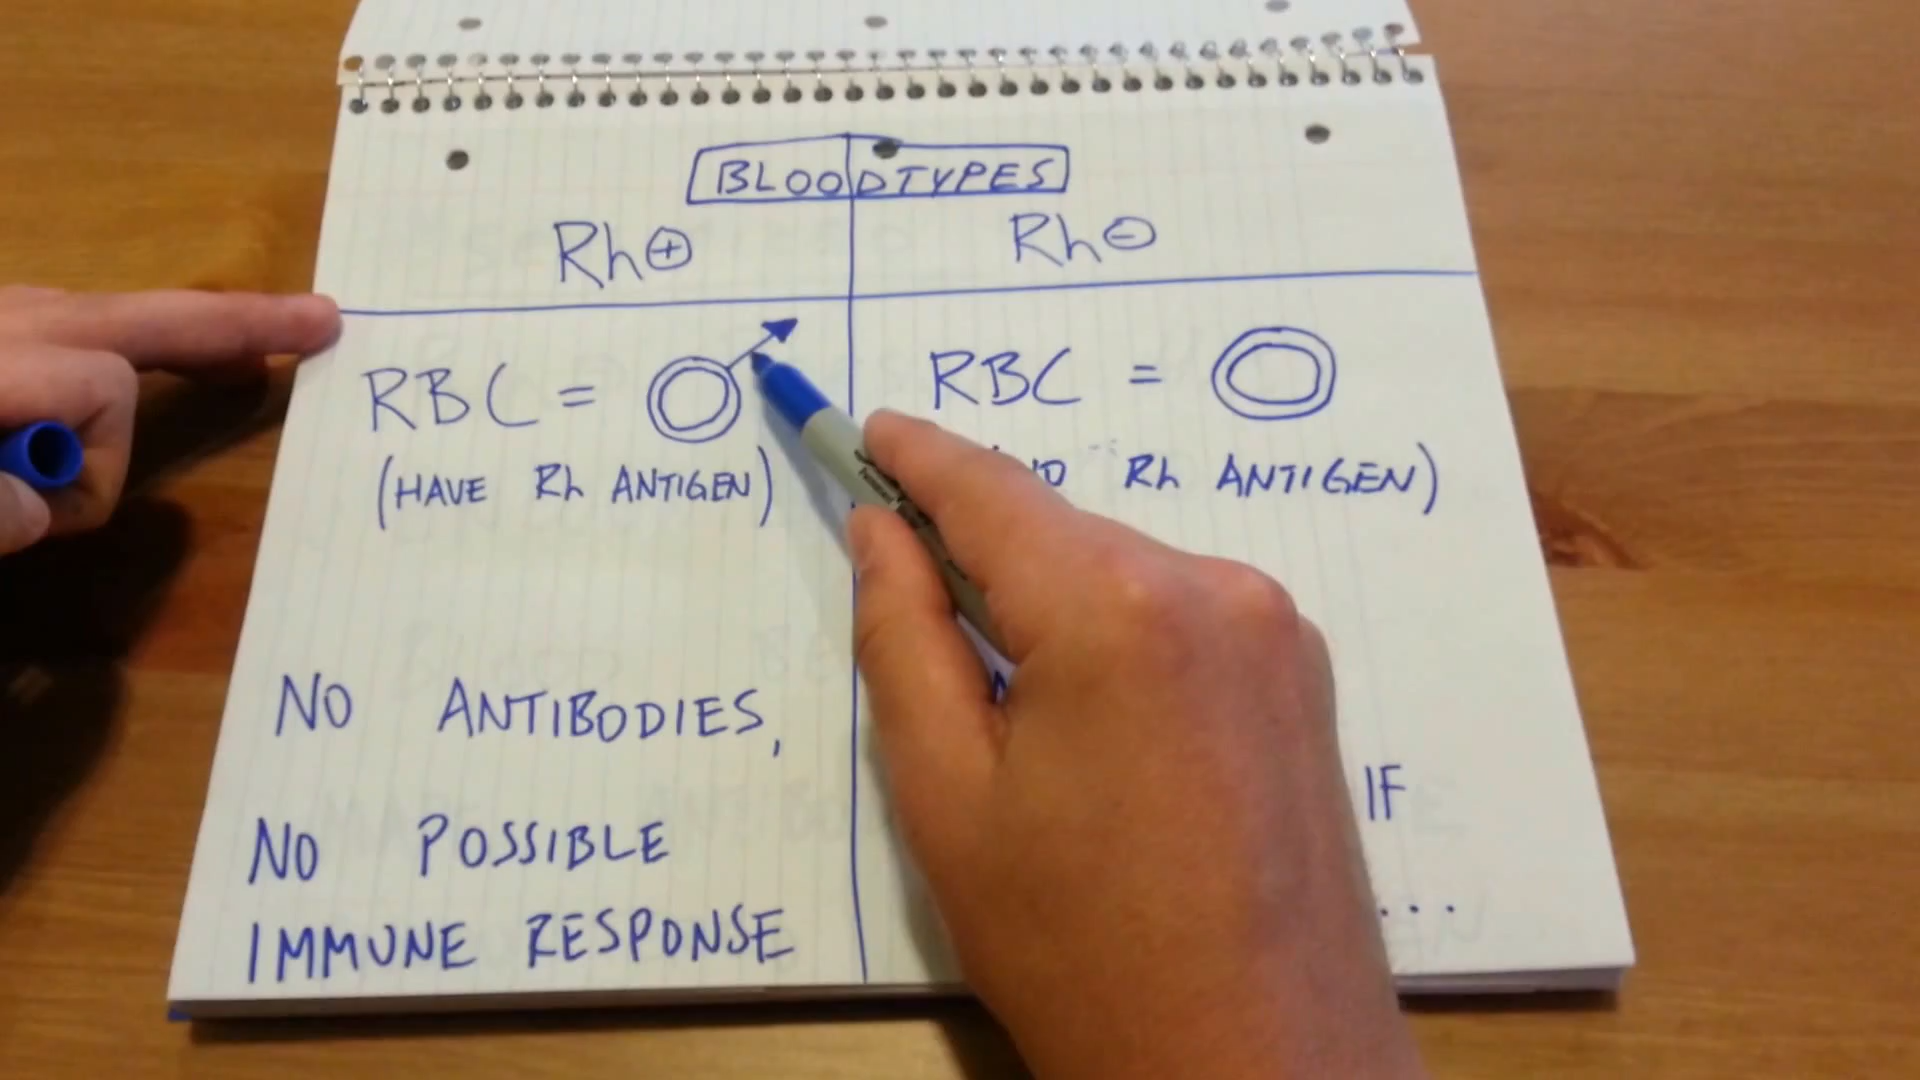 BLOODTYPES
Rh⊕
Rh⊖
RBC =
(HAVE Rh ANTIGEN)
NO ANTIBODIES,
NO POSSIBLE
IMMUNE RESPONSE
RBC =
Rh ANTIGEN)
IF
...